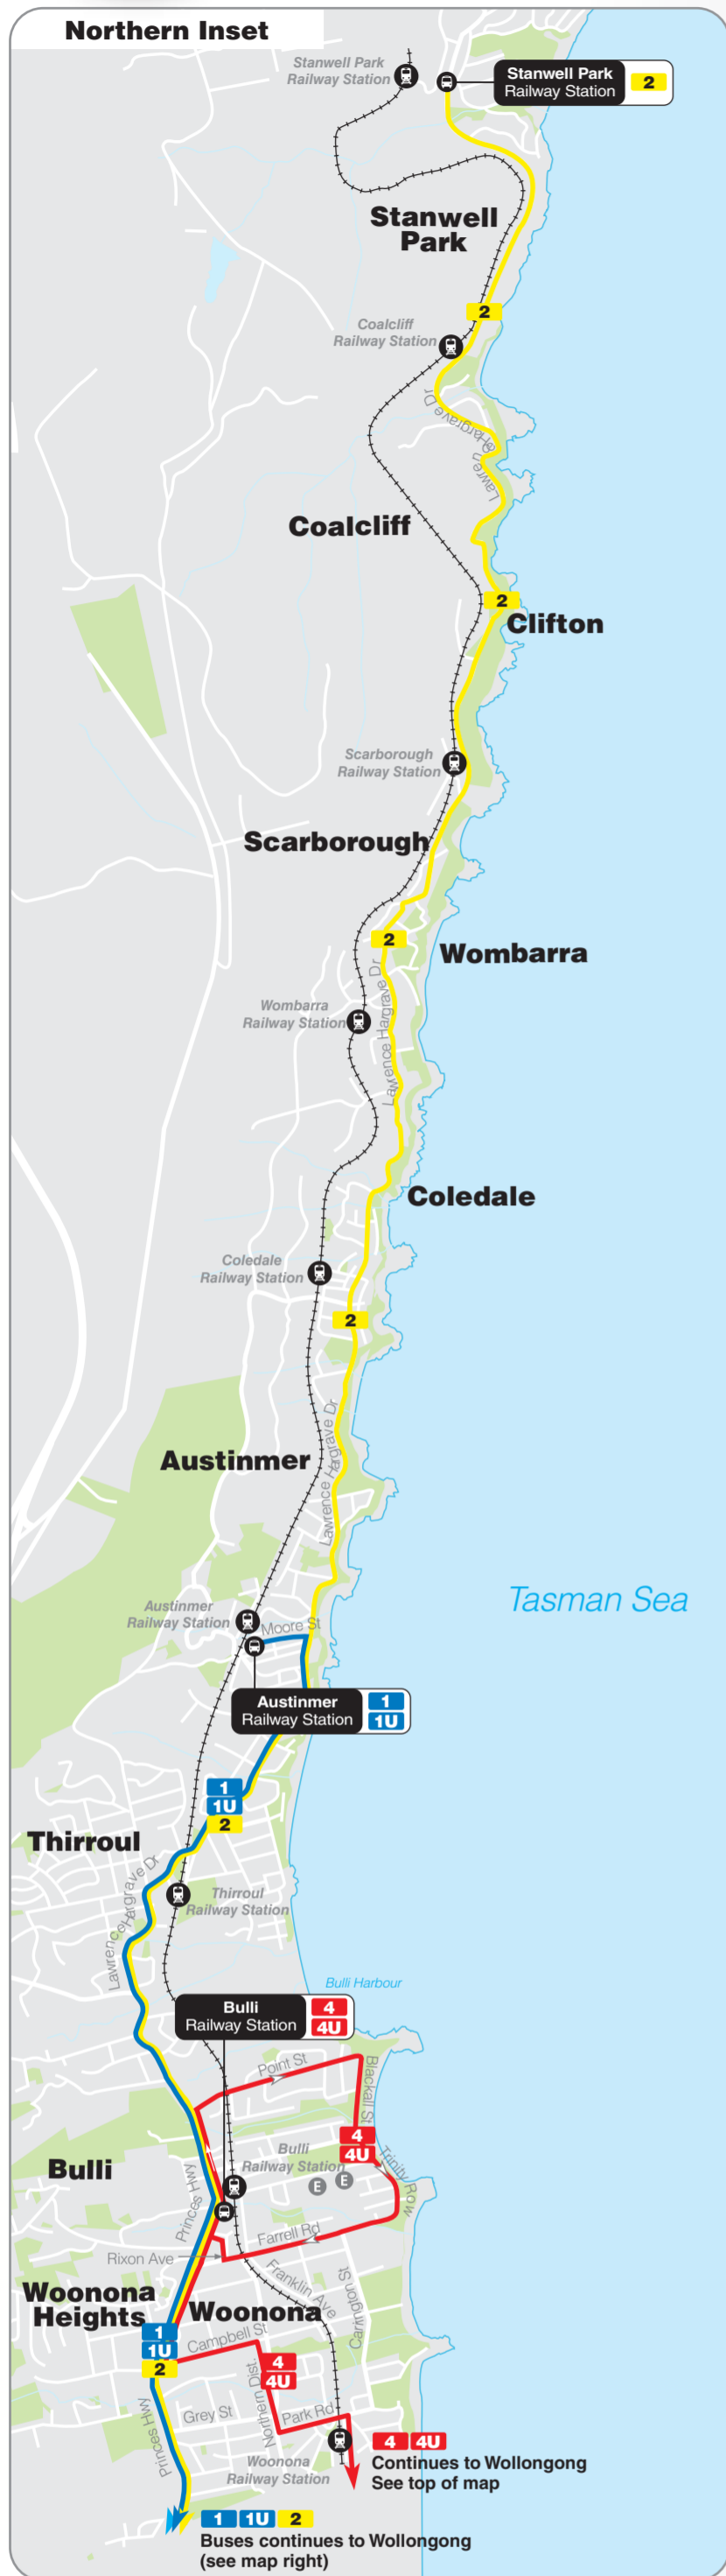 Northern Inset
Stanwell Park
Railway Station
Stanwell Park
Railway Station
2
Stanwell
Park
2
Coalcliff
Railway Station
Lawrence Hargrave Dr
Coalcliff
2
Clifton
Scarborough
Railway Station
Scarborough
2
Wombarra
Lawrence Hargrave Dr
Wombarra
Railway Station
Coledale
Coledale
Railway Station
2
Lawrence Hargrave Dr
Austinmer
Tasman Sea
Austinmer
Railway Station
Moore St
Austinmer
Railway Station
1
1U
1
1U
2
Thirroul
Lawrence Hargrave Dr
Thirroul
Railway Station
Bulli Harbour
Bulli
Railway Station
4
4U
Point St
Blackall St
4
4U
Bulli
Bulli
Railway Station
E
E
Trinity Row
Princes Hwy
Farrell Rd
Rixon Ave
Franklin Ave
Carington St
Woonona
Heights
Woonona
1
1U
2
Campbell St
4
4U
Northern Dist.
Princes Hwy
Grey St
Park Rd
Woonona
Railway Station
4 4U
Continues to Wollongong
See top of map
1 1U 2
Buses continues to Wollongong
(see map right)